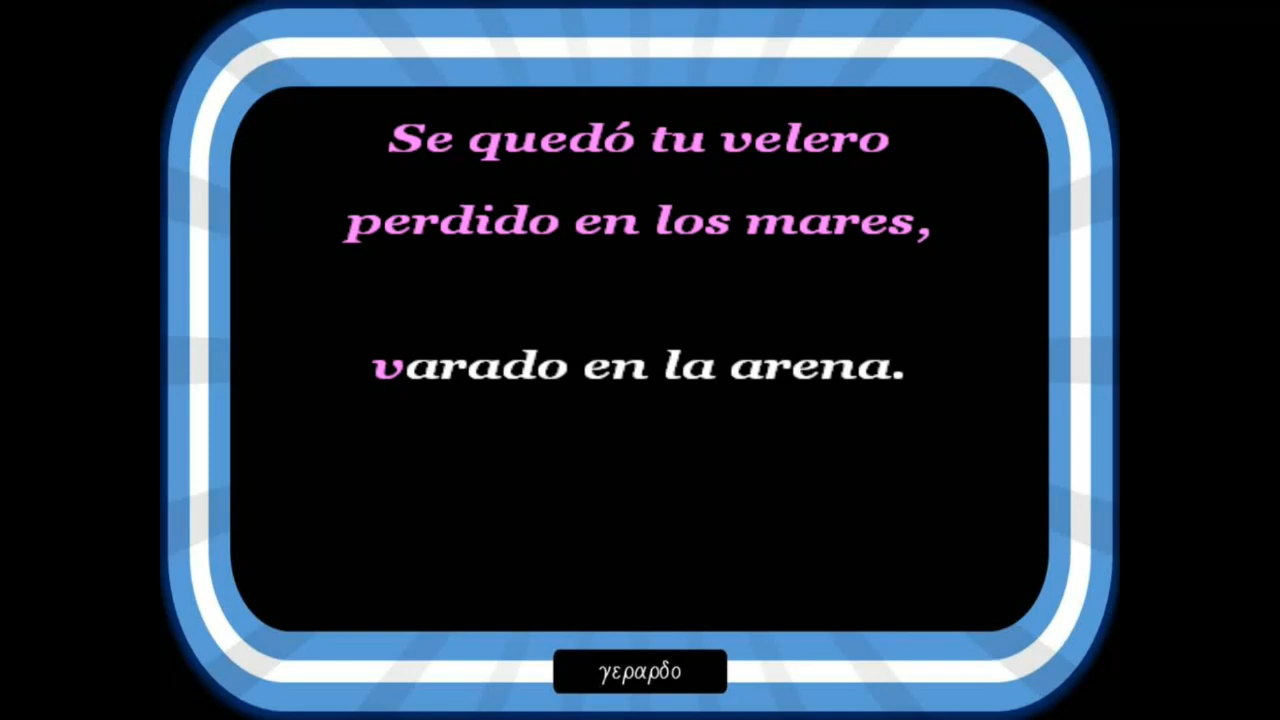 Se quedó tu velero
perdido en los mares,
varado en la arena.
γεραρδο